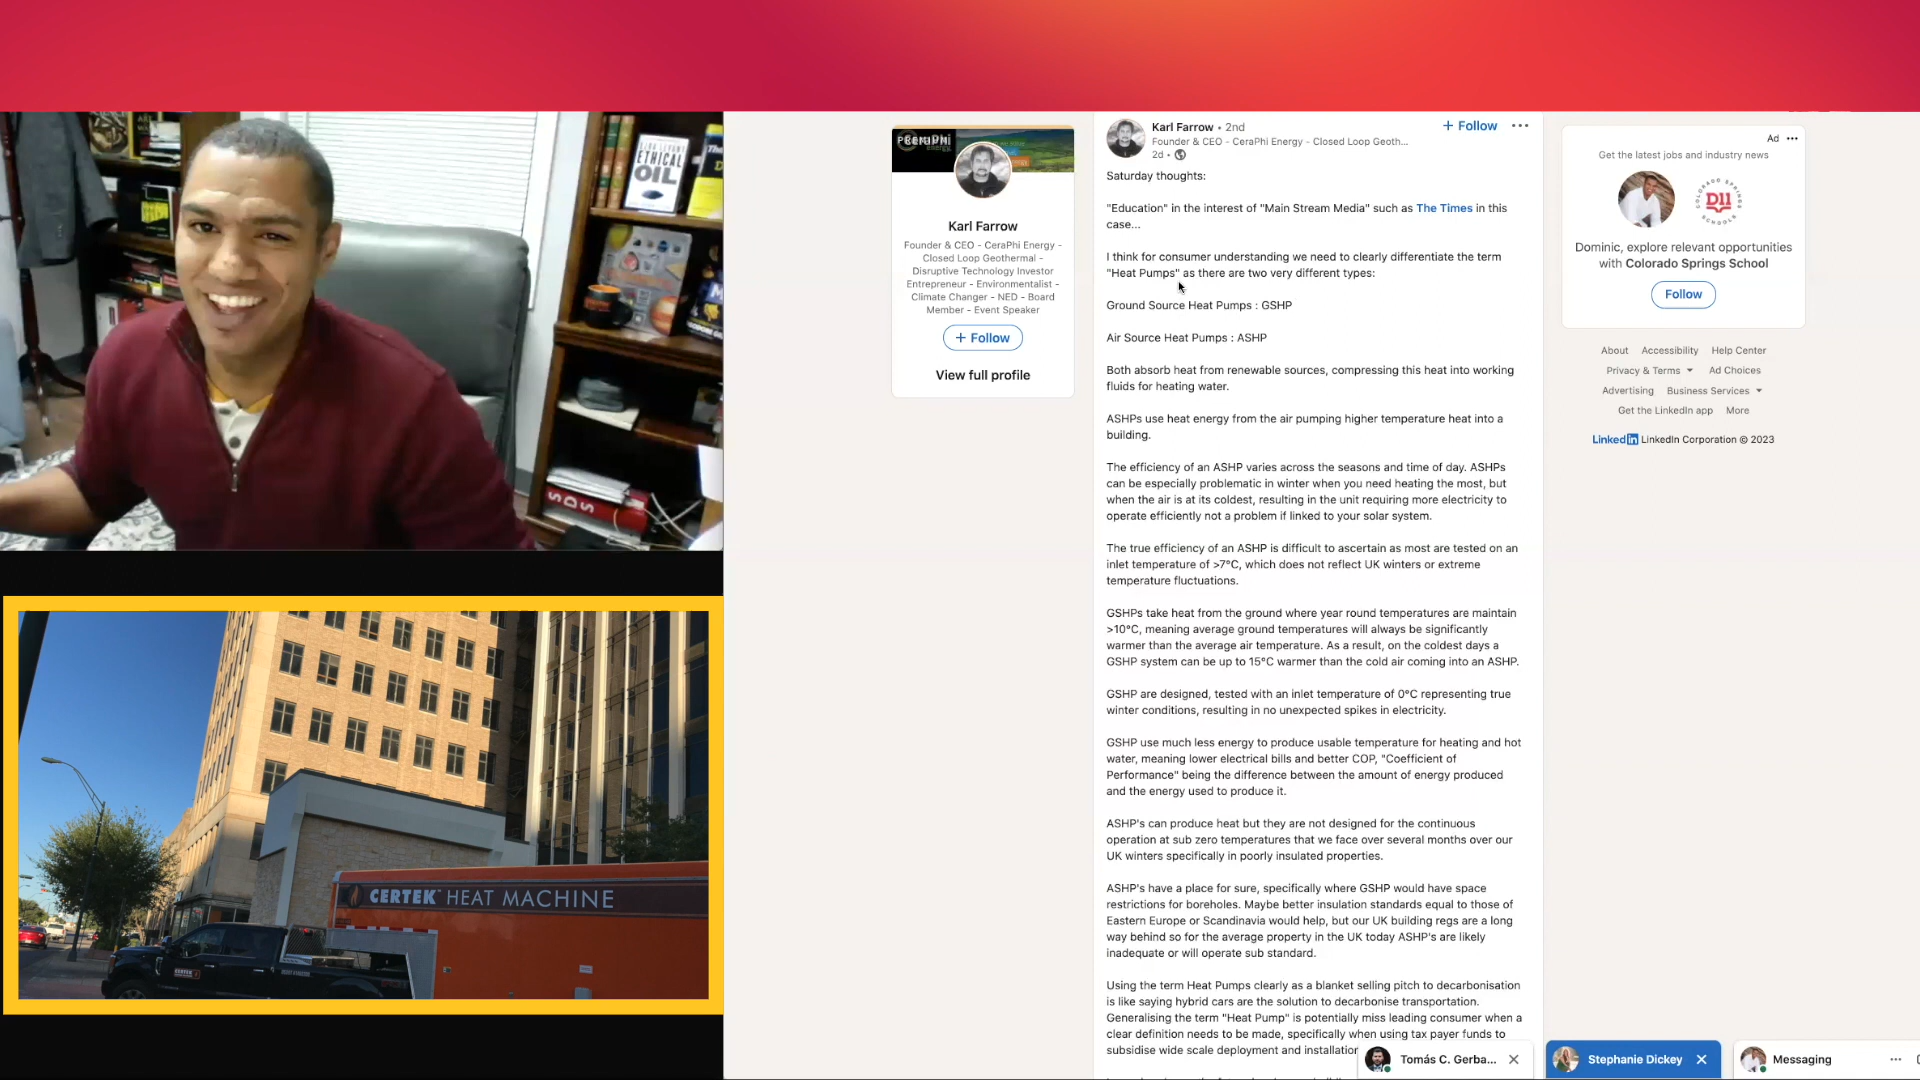 ETHICAL
OIL
SDS
CERTEK HEAT MACHINE
CERTEK
Karl Farrow
Founder & CEO - CeraPhi Energy -
Closed Loop Geothermal -
Disruptive Technology Investor
Entrepreneur - Environmentalist -
Climate Changer - NED - Board
Member - Event Speaker
+ Follow
View full profile
Karl Farrow • 2nd
+ Follow
Founder & CEO - CeraPhi Energy - Closed Loop Geoth...
2d •
Saturday thoughts:
"Education" in the interest of "Main Stream Media" such as The Times in this
case...
I think for consumer understanding we need to clearly differentiate the term
"Heat Pumps" as there are two very different types:
Ground Source Heat Pumps : GSHP
Air Source Heat Pumps : ASHP
Both absorb heat from renewable sources, compressing this heat into working
fluids for heating water.
ASHPs use heat energy from the air pumping higher temperature heat into a
building.
The efficiency of an ASHP varies across the seasons and time of day. ASHPs
can be especially problematic in winter when you need heating the most, but
when the air is at its coldest, resulting in the unit requiring more electricity to
operate efficiently not a problem if linked to your solar system.
The true efficiency of an ASHP is difficult to ascertain as most are tested on an
inlet temperature of >7°C, which does not reflect UK winters or extreme
temperature fluctuations.
GSHPs take heat from the ground where year round temperatures are maintain
>10°C, meaning average ground temperatures will always be significantly
warmer than the average air temperature. As a result, on the coldest days a
GSHP system can be up to 15°C warmer than the cold air coming into an ASHP.
GSHP are designed, tested with an inlet temperature of 0°C representing true
winter conditions, resulting in no unexpected spikes in electricity.
GSHP use much less energy to produce usable temperature for heating and hot
water, meaning lower electrical bills and better COP, "Coefficient of
Performance" being the difference between the amount of energy produced
and the energy used to produce it.
ASHP's can produce heat but they are not designed for the continuous
operation at sub zero temperatures that we face over several months over our
UK winters specifically in poorly insulated properties.
ASHP's have a place for sure, specifically where GSHP would have space
restrictions for boreholes. Maybe better insulation standards equal to those of
Eastern Europe or Scandinavia would help, but our UK building regs are a long
way behind so for the average property in the UK today ASHP's are likely
inadequate or will operate sub standard.
Using the term Heat Pumps clearly as a blanket selling pitch to decarbonisation
is like saying hybrid cars are the solution to decarbonise transportation.
Generalising the term "Heat Pump" is potentially miss leading consumer when a
clear definition needs to be made, specifically when using tax payer funds to
subsidise wide scale deployment and installation
Ad
Get the latest jobs and industry news
COLORADO SPRINGS
D11
SCHOOLS
Dominic, explore relevant opportunities
with Colorado Springs School
Follow
About Accessibility Help Center
Privacy & Terms Ad Choices
Advertising Business Services
Get the LinkedIn app More
LinkedIn LinkedIn Corporation © 2023
Tomás C. Gerba...
Stephanie Dickey
Messaging